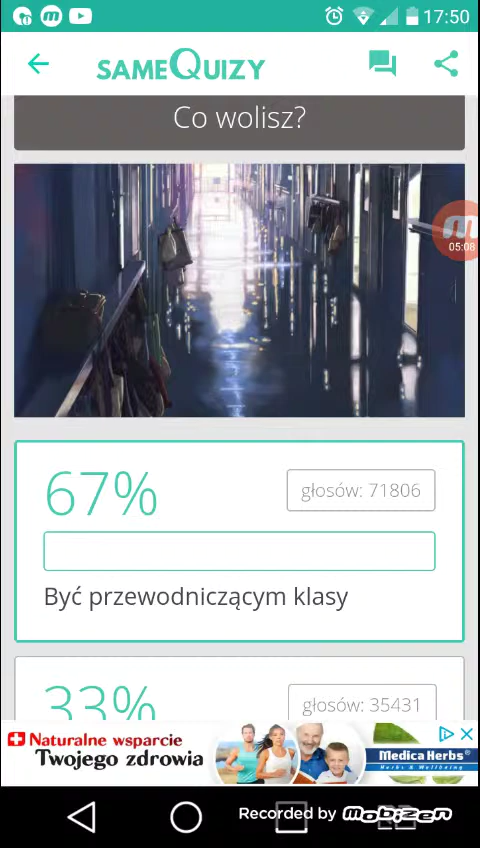 17:50
SAMEQUIZY
Co wolisz?
05:08
67%
głosów: 71806
Być przewodniczącym klasy
33%
głosów: 35431
Naturalne wsparcie
Twojego zdrowia
Medica Herbs®
Herbs & Wellbeing
Recorded by Mobizen